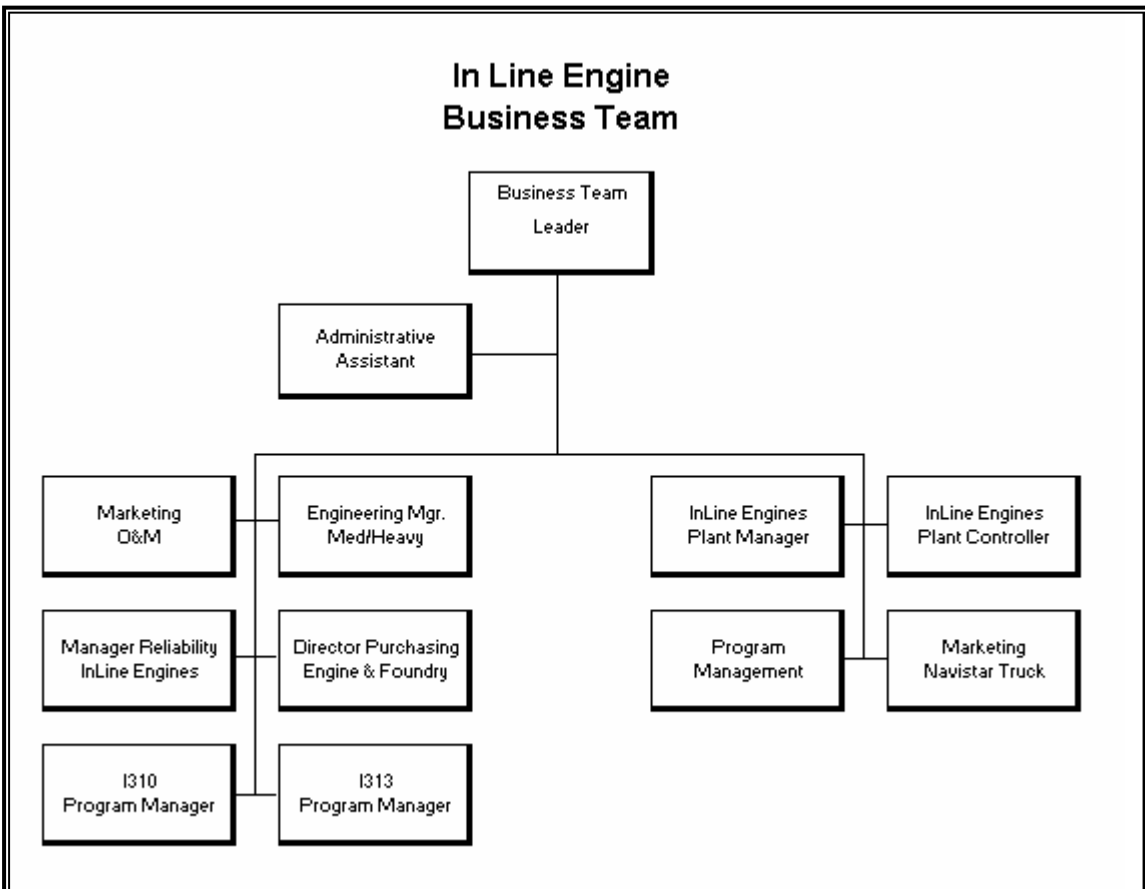 In Line Engine
Business Team
Business Team
Leader
Administrative
Assistant
Marketing
O&M
Engineering Mgr.
Med/Heavy
InLine Engines
Plant Manager
InLine Engines
Plant Controller
Manager Reliability
InLine Engines
Director Purchasing
Engine & Foundry
Program
Management
Marketing
Navistar Truck
I310
Program Manager
I313
Program Manager